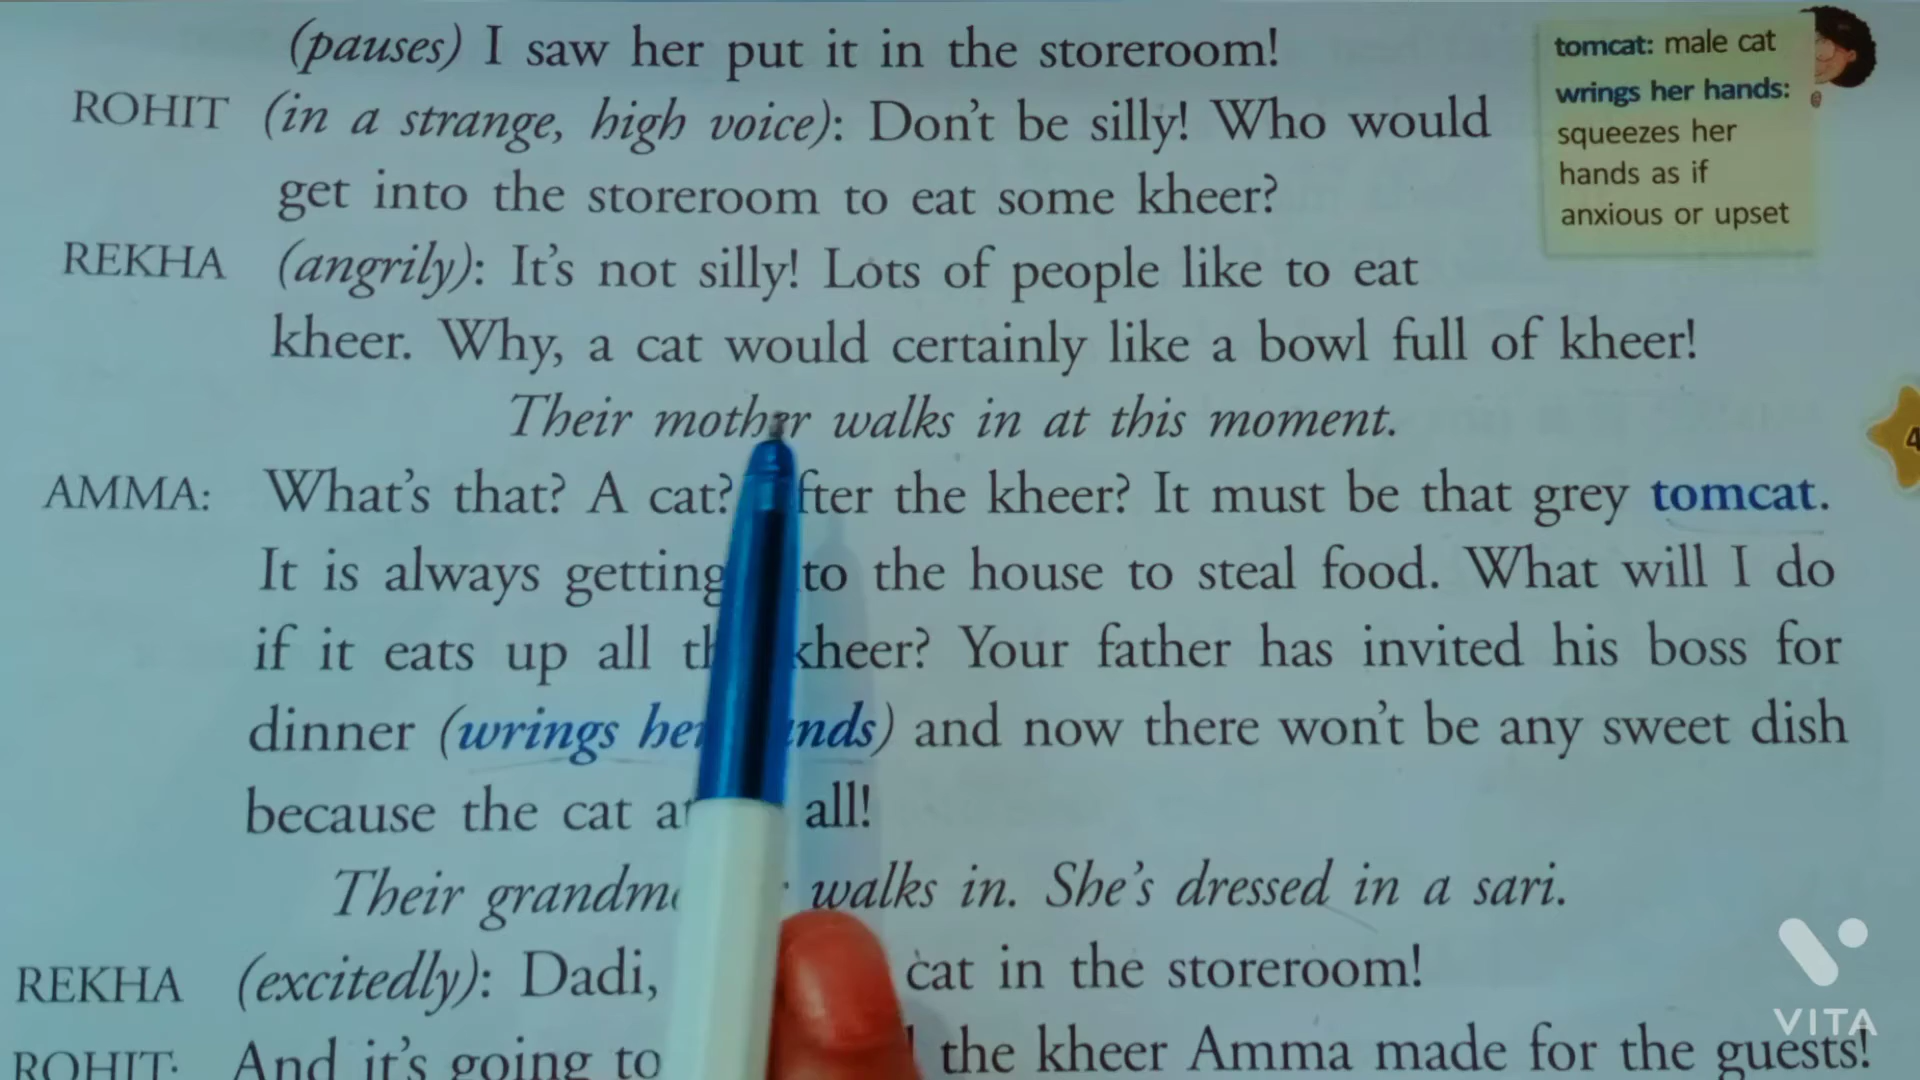 (pauses) I saw her put it in the storeroom!
ROHIT (in a strange, high voice): Don't be silly! Who would
get into the storeroom to eat some kheer?
REKHA (angrily): It's not silly! Lots of people like to eat
kheer. Why, a cat would certainly like a bowl full of kheer!
Their mother walks in at this moment.
AMMA: What's that? A cat? the kheer? It must be that grey tomcat.
It is always getting to the house to steal food. What will I do
if it eats up all kheer? Your father has invited his boss for
dinner (wrings her hands) and now there won't be any sweet dish
because the cat all!
Their walks in. She's dressed in a sari.
REKHA (excitedly): Dadi, cat in the storeroom!
ROHIT: And it's going to the kheer Amma made for the guests!
tomcat: male cat
wrings her hands:
squeezes her
hands as if
anxious or upset
4
VITA